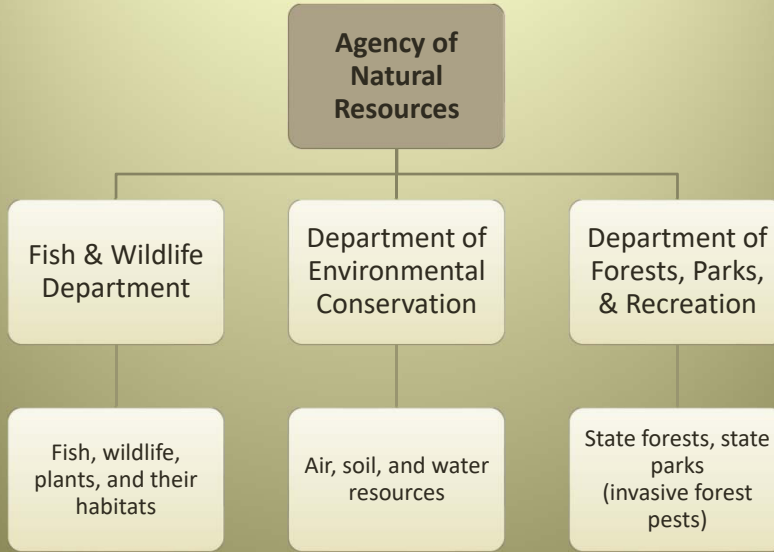 Agency of
Natural
Resources
Fish & Wildlife
Department
Department of
Environmental
Conservation
Department of
Forests, Parks,
& Recreation
Fish, wildlife,
plants, and their
habitats
Air, soil, and water
resources
State forests, state
parks
(invasive forest
pests)